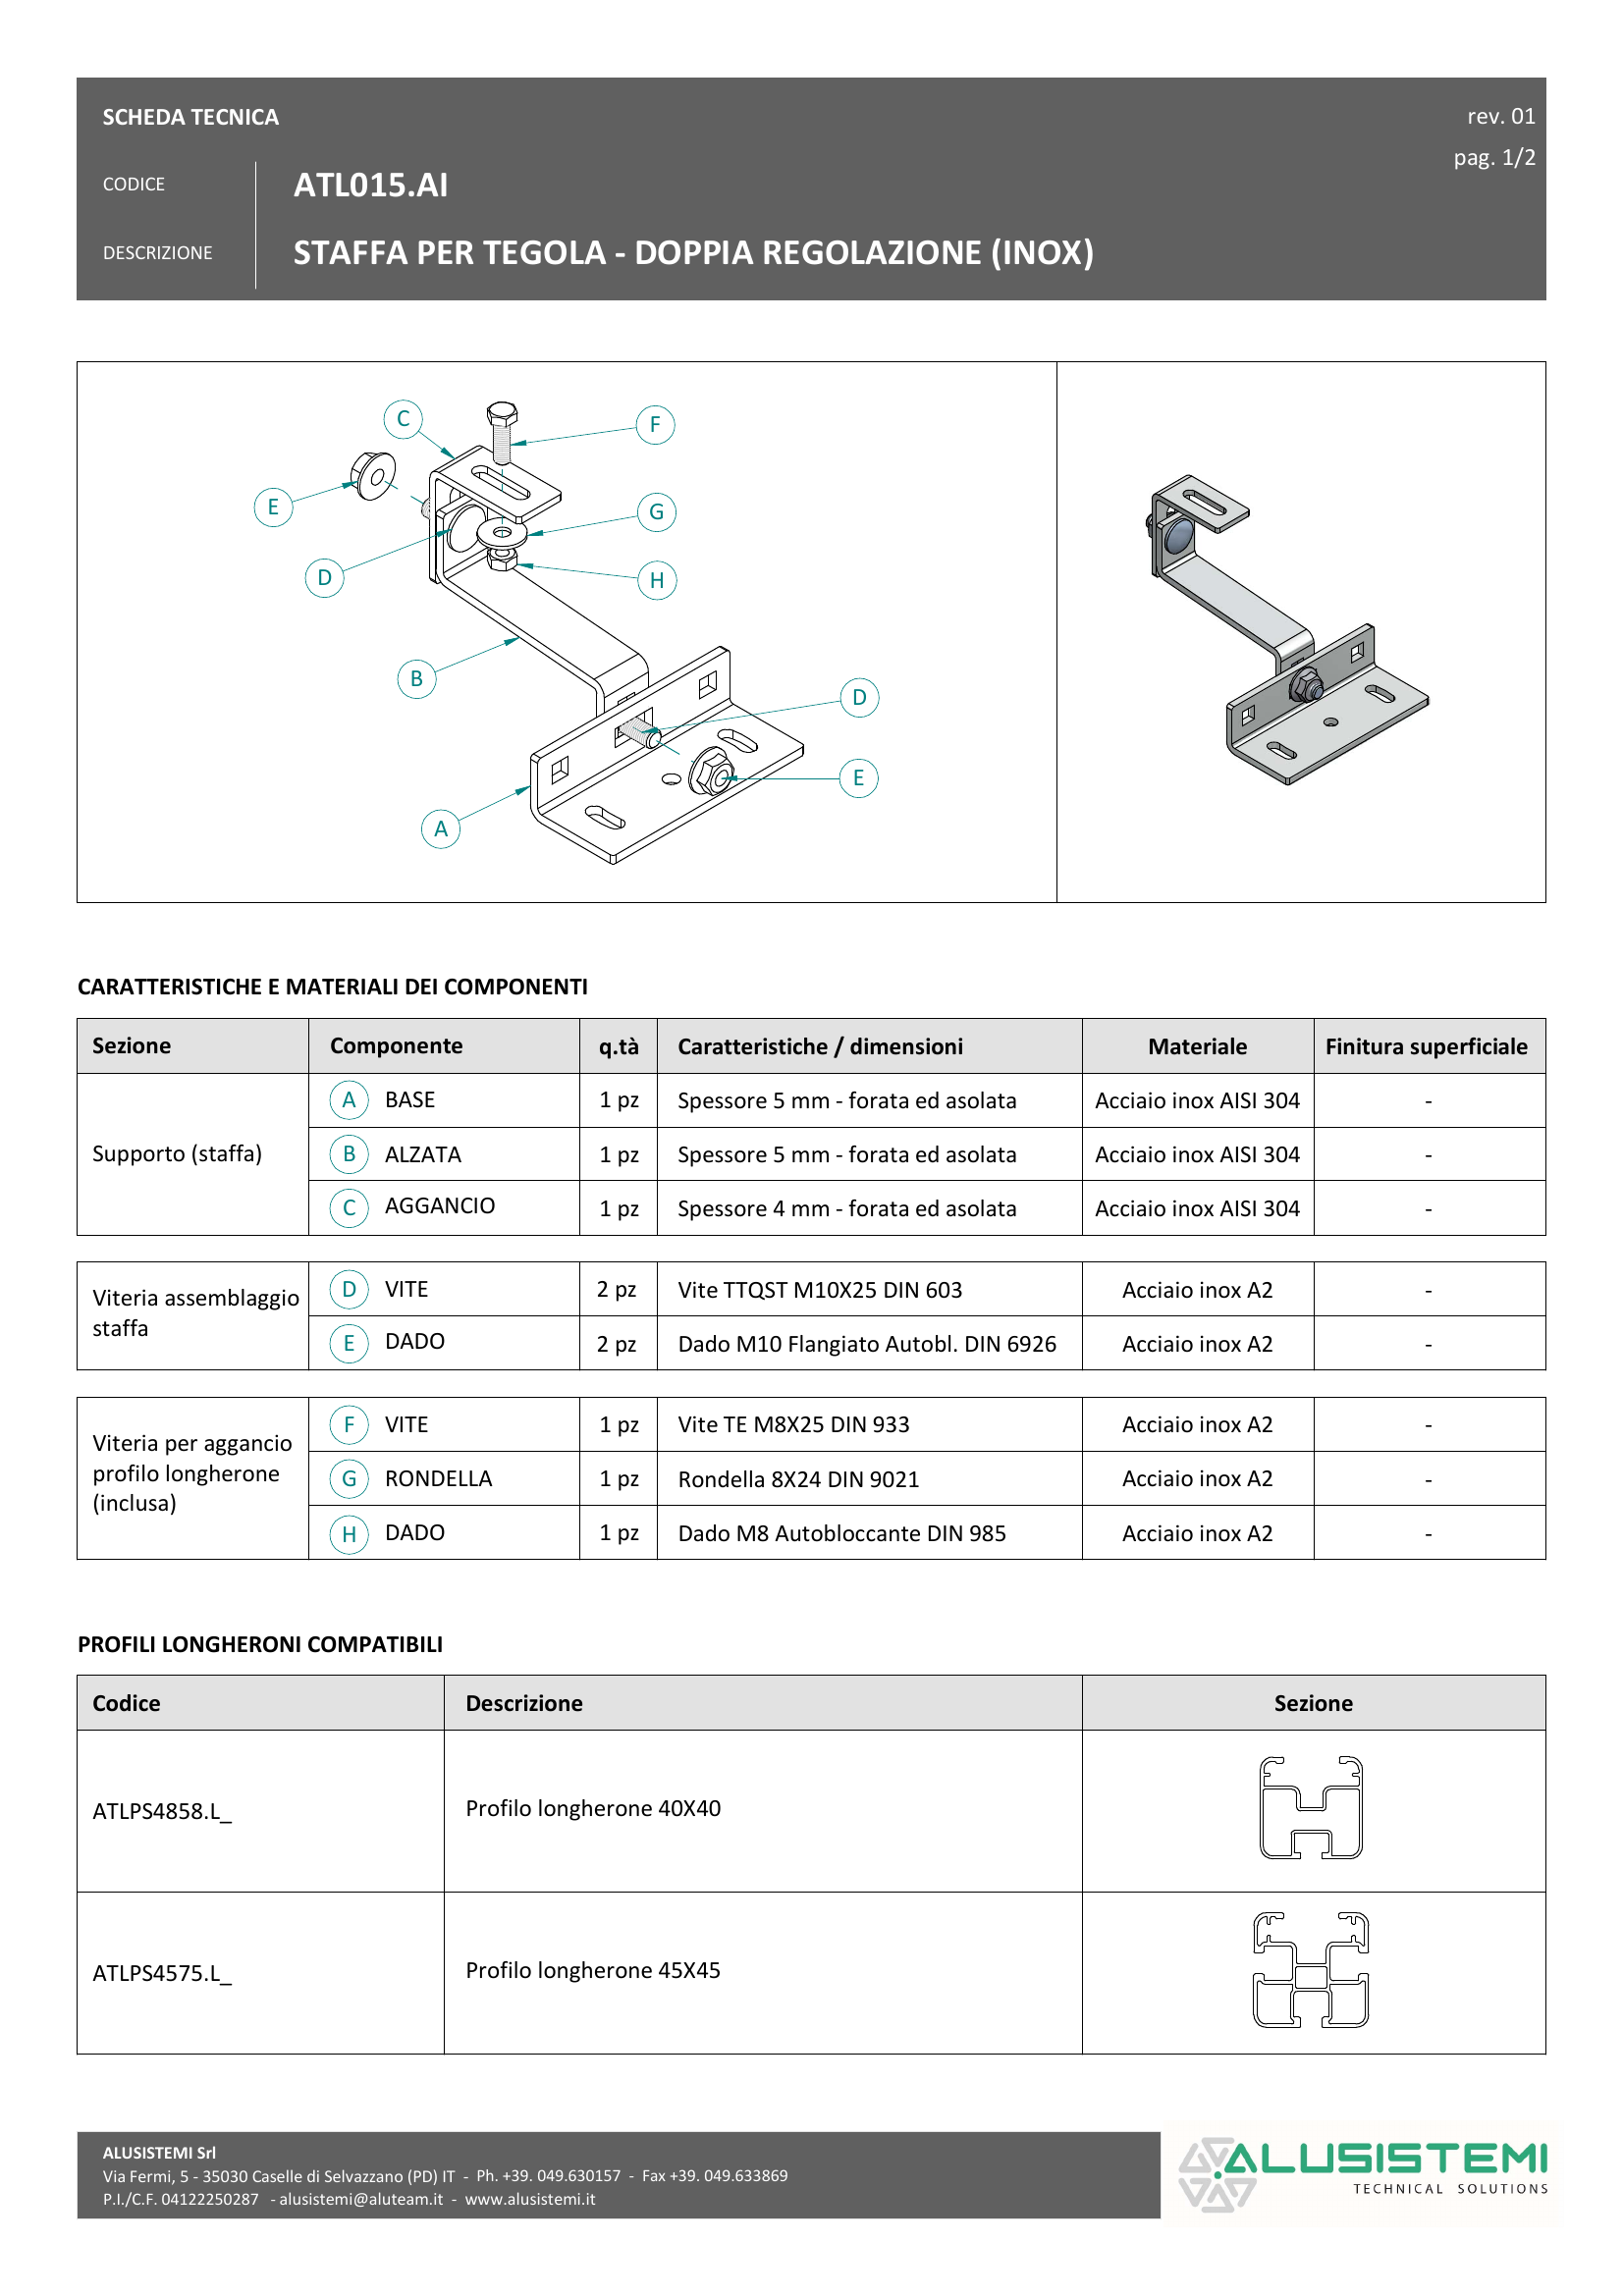 SCHEDA TECNICA
rev. 01
pag. 1/2
CODICE
ATL015.AI
DESCRIZIONE
STAFFA PER TEGOLA - DOPPIA REGOLAZIONE (INOX)
C
F
E
G
D
H
B
D
E
A
CARATTERISTICHE E MATERIALI DEI COMPONENTI
Sezione Componente q.tà Caratteristiche / dimensioni Materiale Finitura superficiale
Supporto (staffa)
A BASE 1 pz Spessore 5 mm - forata ed asolata Acciaio inox AISI 304 -
B ALZATA 1 pz Spessore 5 mm - forata ed asolata Acciaio inox AISI 304 -
C AGGANCIO 1 pz Spessore 4 mm - forata ed asolata Acciaio inox AISI 304 -
Viteria assemblaggio
staffa
D VITE 2 pz Vite TTQST M10X25 DIN 603 Acciaio inox A2 -
E DADO 2 pz Dado M10 Flangiato Autobl. DIN 6926 Acciaio inox A2 -
Viteria per aggancio
profilo longherone
(inclusa)
F VITE 1 pz Vite TE M8X25 DIN 933 Acciaio inox A2 -
G RONDELLA 1 pz Rondella 8X24 DIN 9021 Acciaio inox A2 -
H DADO 1 pz Dado M8 Autobloccante DIN 985 Acciaio inox A2 -
PROFILI LONGHERONI COMPATIBILI
Codice Descrizione Sezione
ATLPS4858.L_ Profilo longherone 40X40
ATLPS4575.L_ Profilo longherone 45X45
ALUSISTEMI Srl
Via Fermi, 5 - 35030 Caselle di Selvazzano (PD) IT - Ph. +39. 049.630157 - Fax +39. 049.633869
P.I./C.F. 04122250287 - alusistemi@aluteam.it - www.alusistemi.it
ALUSISTEMI
TECHNICAL SOLUTIONS